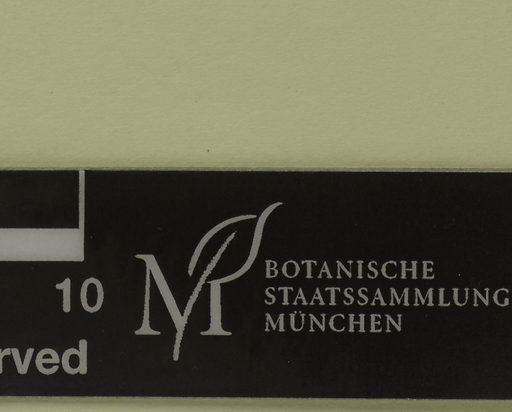 10
rved
M
BOTANISCHE
STAATSSAMMLUNG
MÜNCHEN